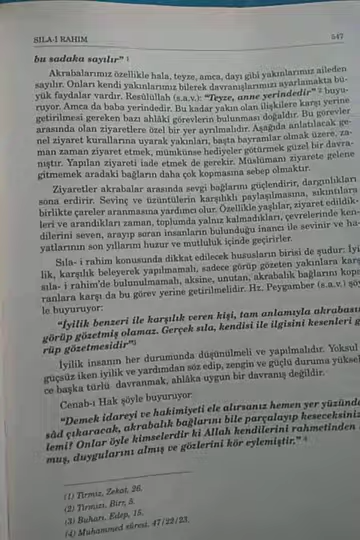 SILA-I RAHIM
547
bu sadaka sayılır" 1
Akrabalarımız özellikle hala, teyze, amca, dayı gibi yakınlarımız aileden
sayılır. Onları kendi yakınlarımız bilerek davranışlarımızı ayarlamakta bü-
yük faydalar vardır. Resûlüllah (s.a.v.): "Teyze, anne yerindedir" 2 buyu-
ruyor. Amca da baba yerindedir. Bu kadar yakın olan ilişkilere karşı yerine
getirilmesi gereken bazı ahlâkî görevlerin bulunması doğaldır. Bu görevler
arasında olan ziyaretlere özel bir yer ayrılmalıdır. Aşağıda anlatılacak ge-
nel ziyaret kurallarına uyarak yakınları, başta bayramlar olmak üzere, za-
man zaman ziyaret etmek, mümkünse hediyeler götürmek güzel bir davra-
nıştır. Yapılan ziyareti iade etmek de gerekir. Müslümanı ziyarete gelene
gitmemek aradaki bağların daha çok kopmasına sebep olmaktır.
Ziyaretler akrabalar arasında sevgi bağlarını güçlendirir, dargınlıkları
sona erdirir. Sevinç ve üzüntülerin karşılıklı paylaşılmasına, sıkıntılara
birlikte çareler aranmasına yardımcı olur. Özellikle yaşlılar, ziyaret edildik-
leri ve arandıkları zaman, toplumda yalnız kalmadıkları, çevrelerinde ken-
dilerini seven, arayıp soran insanların bulunduğu inancı ile sevinir ve ha-
yatlarının son yıllarını huzur ve mutluluk içinde geçirirler.
Sıla- i rahim konusunda dikkat edilecek hususların birisi de şudur: İyi
lik, karşılık beleyerek yapılmamalı, sadece görüp gözeten yakınlara karş
sıla- i rahim'de bulunulmamalı, aksine, unutan, akrabalık bağlarını kopa
ranlara karşı da bu görev yerine getirilmelidir. Hz. Peygamber (s.a.v.) şöy
le buyuruyor:
"İyilik benzeri ile karşılık veren kişi, tam anlamıyla akrabası
görüp gözetmiş olamaz. Gerçek sıla, kendisi ile ilgisini kesenleri g
rüp gözetmesidir"3
İyilik insanın her durumunda düşünülmeli ve yapılmalıdır. Yoksul
güçsüz iken iyilik ve yardımdan söz edip, zengin ve güçlü duruma yüksel
ce başka türlü davranmak, ahlâka uygun bir davranış değildir.
Cenab-ı Hak şöyle buyuruyor:
"Demek idareyi ve hakimiyeti ele alırsanız hemen yer yüzünde
sâd çıkaracak, akrabalık bağlarını bile parçalayıp keseceksiniz
lemi? Onlar öyle kimselerdir ki Allah kendilerini rahmetinden
muş, duygularını almış ve gözlerini kör eylemiştir." 4
(1) Tirmızı, Zekat, 26.
(2) Tirmızı, Birr, 5.
(3) Buharı, Edep, 15.
(4) Muhammed sûresi, 47/22/23.